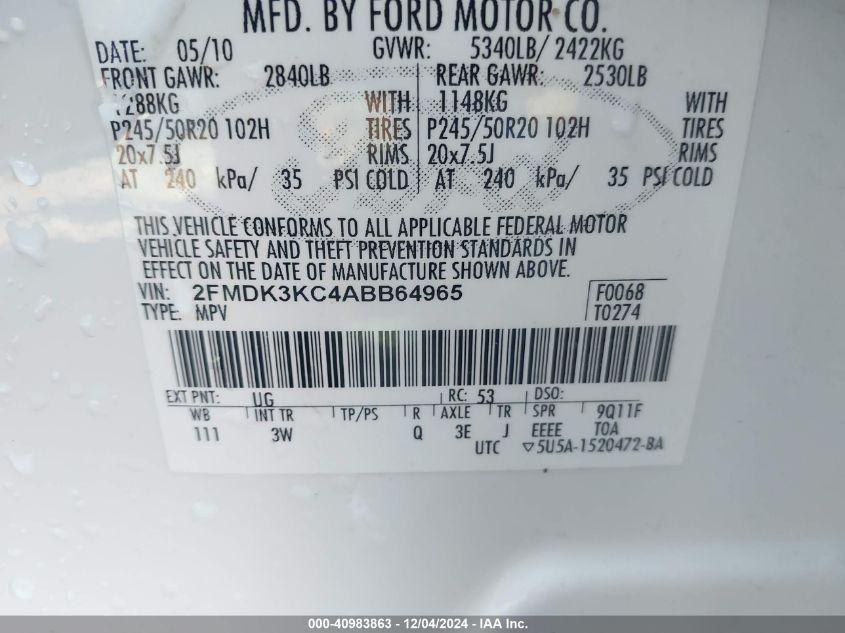 MFD. BY FORD MOTOR CO.
DATE: 05/10 GVWR: 5340LB/ 2422KG
FRONT GAWR: 2840LB REAR GAWR: 2530LB
1288KG WITH 1148KG WITH
P245/50R20 102H TIRES P245/50R20 102H TIRES
20x7.5J RIMS 20x7.5J RIMS
AT 240 kPa/ 35 PSI COLD AT 240 kPa/ 35 PSI COLD
THIS VEHICLE CONFORMS TO ALL APPLICABLE FEDERAL MOTOR
VEHICLE SAFETY AND THEFT PREVENTION STANDARDS IN
EFFECT ON THE DATE OF MANUFACTURE SHOWN ABOVE.
VIN: 2FMDK3KC4ABB64965 F0068
TYPE: MPV T0274
EXT PNT: UG RC: 53 DSO:
WB INT TR TP/PS R AXLE TR SPR 9Q11F
111 3W Q 3E J EEEE TOA
UTC ▽5U5A-1520472-BA
000-40983863 - 12/04/2024 - IAA Inc.